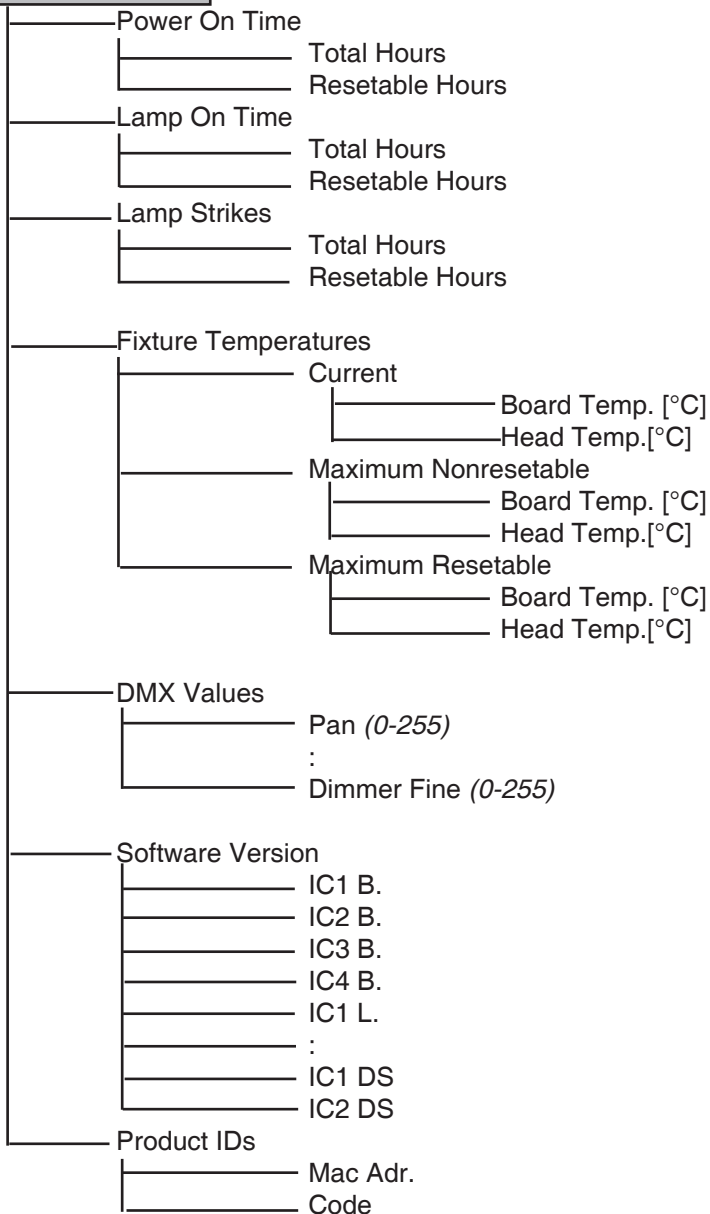 Power On Time
Total Hours
Resetable Hours
Lamp On Time
Total Hours
Resetable Hours
Lamp Strikes
Total Hours
Resetable Hours
Fixture Temperatures
Current
Board Temp. [°C]
Head Temp.[°C]
Maximum Nonresetable
Board Temp. [°C]
Head Temp.[°C]
Maximum Resetable
Board Temp. [°C]
Head Temp.[°C]
DMX Values
Pan (0-255)
:
Dimmer Fine (0-255)
Software Version
IC1 B.
IC2 B.
IC3 B.
IC4 B.
IC1 L.
:
IC1 DS
IC2 DS
Product IDs
Mac Adr.
Code